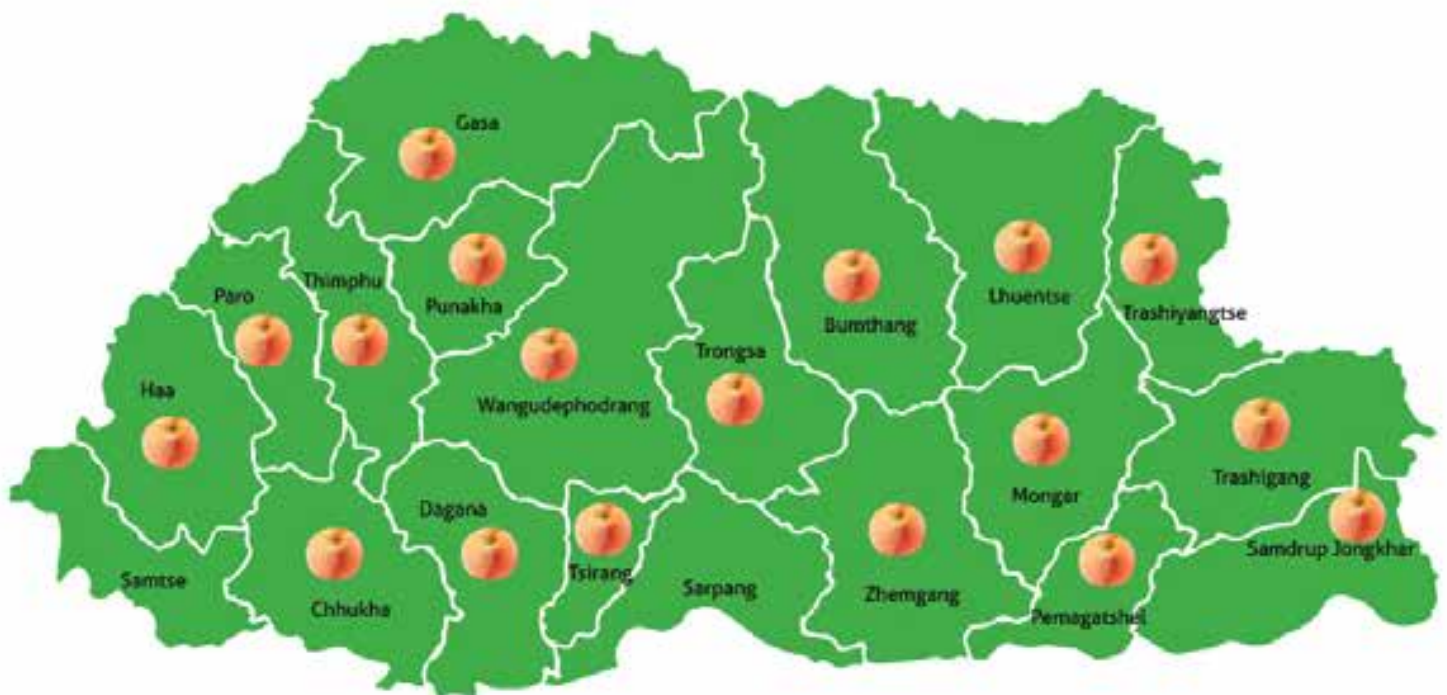 Gasa
Thimphu
Paro
Punakha
Lhuentse
Trashiyangtse
Bumthang
Trongsa
Haa
Wangudephodrang
Trashigang
Mongar
Dagana
Samdrup Jongkhar
Tsirang
Samtse
Sarpang
Zhemgang
Chhukha
Pemagatshel